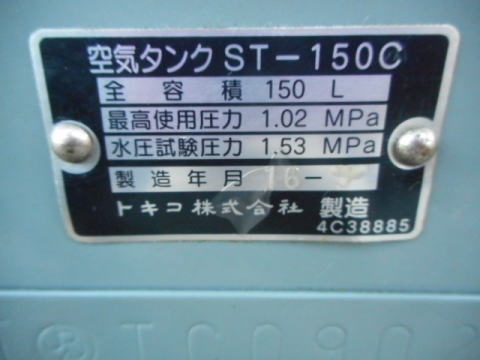 空気タンク ST-150C
全容積 150 L
最高使用圧力 1.02 MPa
水圧試験圧力 1.53 MPa
製造年月 16-
トキコ株式会社 製造
4C38885